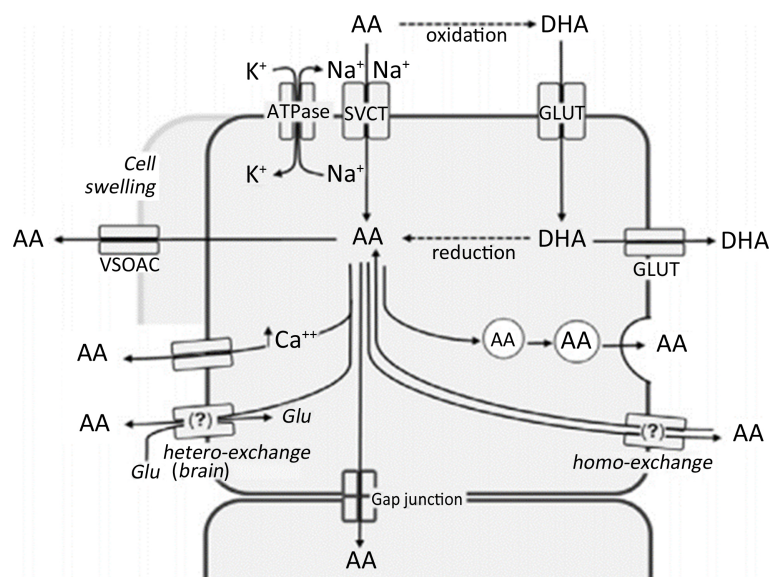 AA oxidation DHA
K⁺ Na⁺ Na⁺
ATPase SVCT GLUT
K⁺ Na⁺
Cell
swelling
AA AA reduction DHA DHA
VSOAC GLUT
AA Ca⁺⁺ AA AA AA
AA (?) Glu (?) AA
Glu hetero-exchange
(brain)
homo-exchange
Gap junction
AA